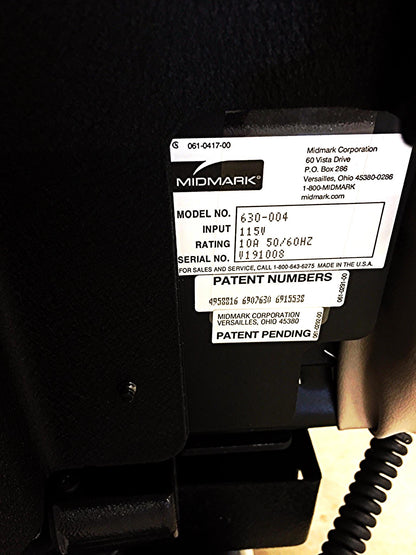 061-0417-00
Midmark Corporation
60 Vista Drive
P.O. Box 286
Versailles, Ohio 45380-0286
1-800-MIDMARK
midmark.com
MIDMARK®
MODEL NO. 630-004
INPUT 115V
RATING 10A 50/60HZ
SERIAL NO. V191008
FOR SALES AND SERVICE, CALL 1-800-643-6275 MADE IN THE U.S.A.
PATENT NUMBERS
4958816 6907630 6915538
MIDMARK CORPORATION
VERSAILLES, OHIO 45380
PATENT PENDING